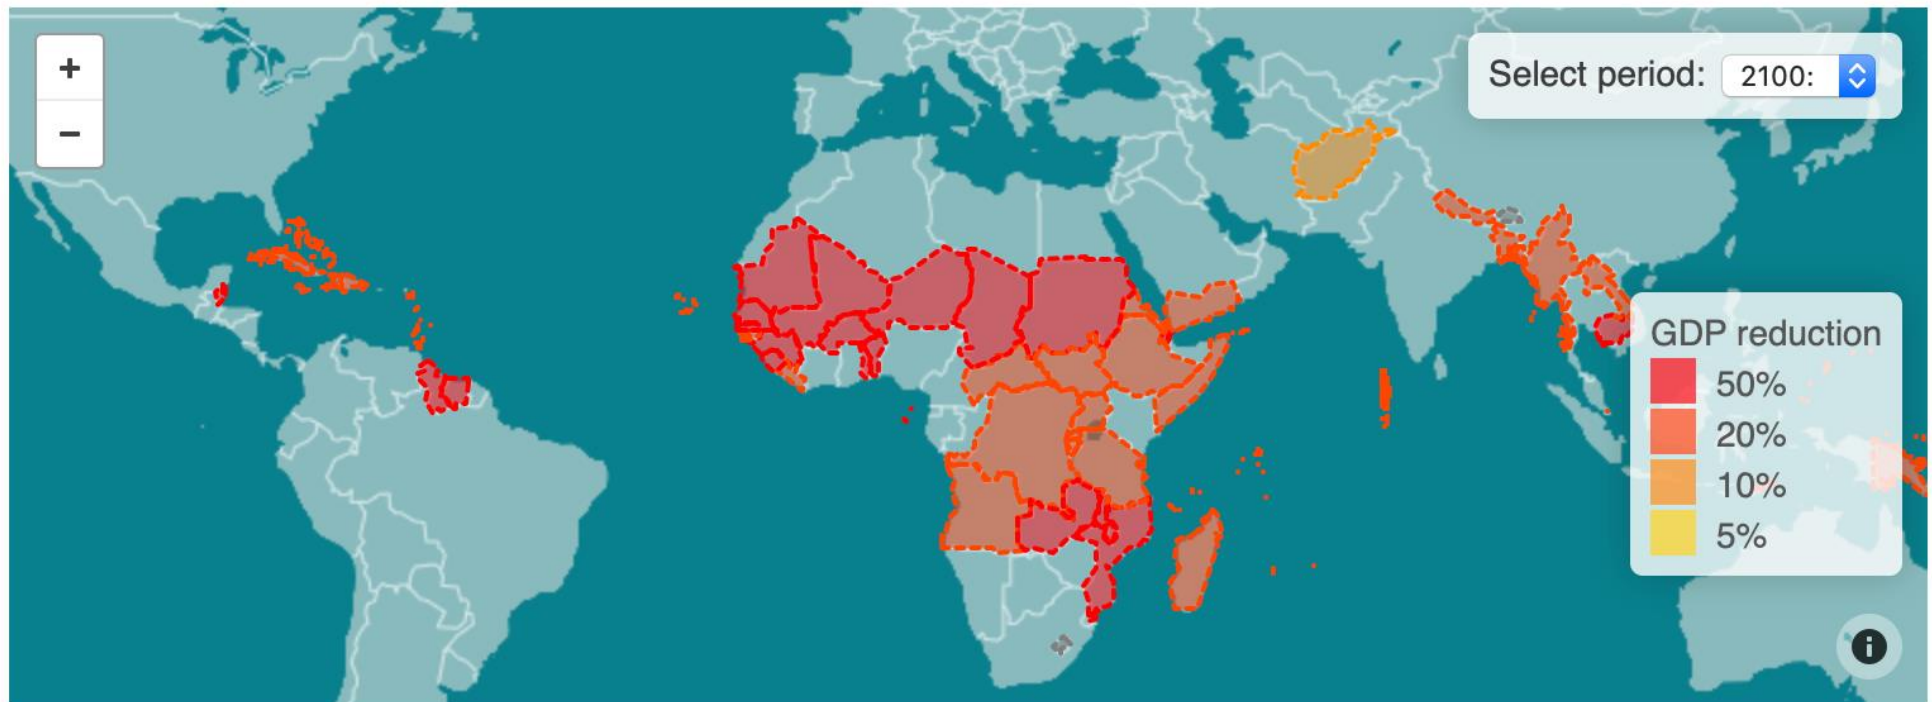 +
−
Select period: 2100:
GDP reduction
50%
20%
10%
5%
i